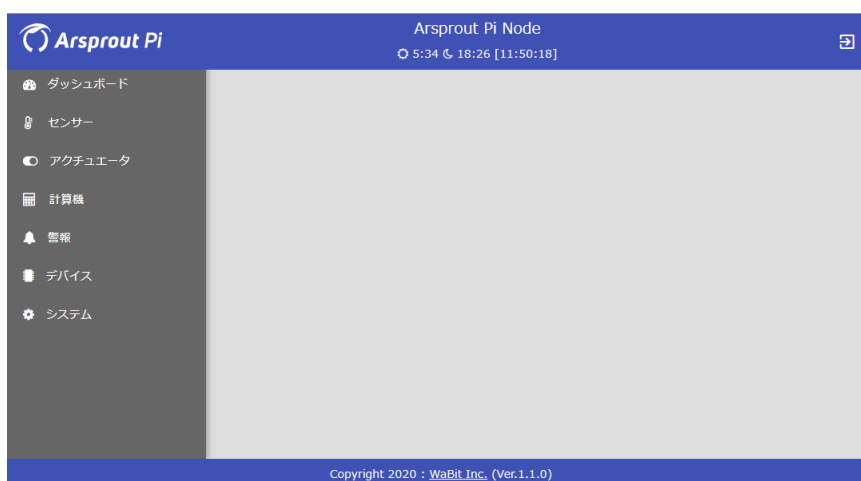 Arsprout Pi
Arsprout Pi Node
5:34 18:26 [11:50:18]
ダッシュボード
センサー
アクチュエータ
計算機
警報
デバイス
システム
Copyright 2020 : WaBit Inc. (Ver.1.1.0)